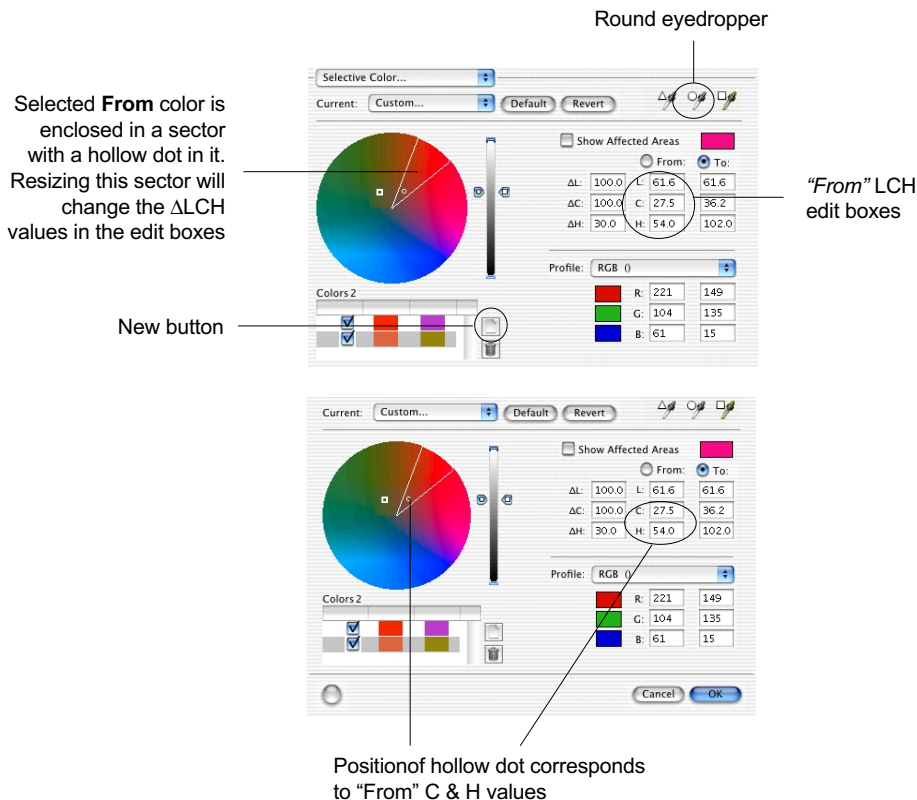 Round eyedropper
Selective Color...
Current: Custom... Default Revert
Selected From color is
enclosed in a sector
with a hollow dot in it.
Resizing this sector will
change the ΔLCH
values in the edit boxes
Show Affected Areas
From: To:
ΔL: 100.0 L: 61.6 61.6
ΔC: 100.0 C: 27.5 36.2
ΔH: 30.0 H: 54.0 102.0
"From" LCH
edit boxes
Profile: RGB ()
R: 221 149
G: 104 135
B: 61 15
Colors 2
New button
Current: Custom... Default Revert
Show Affected Areas
From: To:
ΔL: 100.0 L: 61.6 61.6
ΔC: 100.0 C: 27.5 36.2
ΔH: 30.0 H: 54.0 102.0
Profile: RGB ()
R: 221 149
G: 104 135
B: 61 15
Colors 2
Cancel OK
Positionof hollow dot corresponds
to “From” C & H values